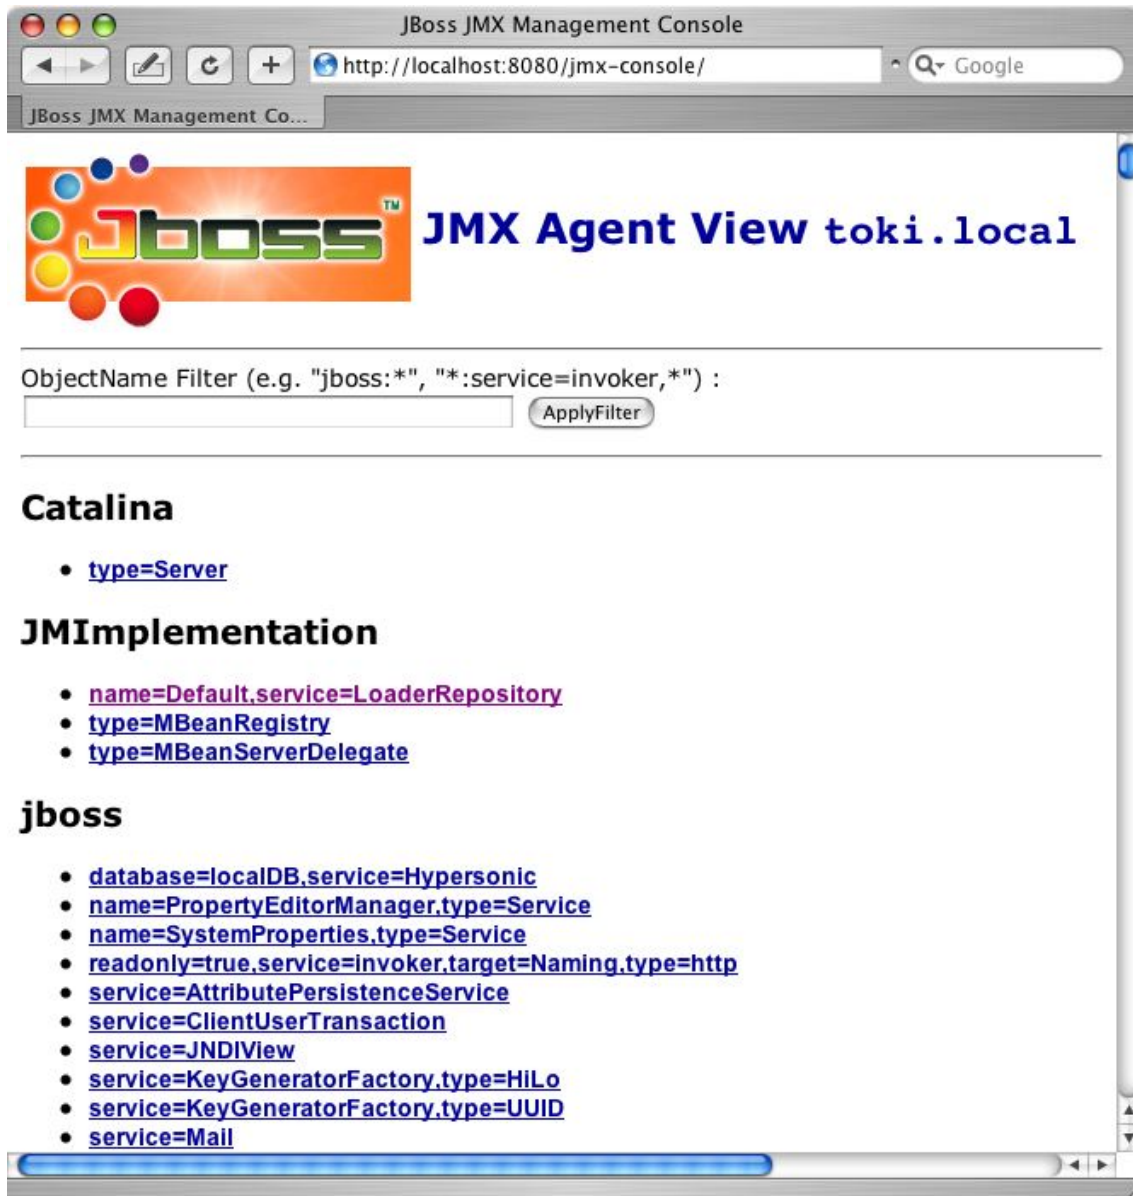 JBoss JMX Management Console
http://localhost:8080/jmx-console/
Google
JBoss JMX Management Co...
Jboss™
JMX Agent View toki.local
ObjectName Filter (e.g. "jboss:*", "*:service=invoker,*") :
ApplyFilter
Catalina
type=Server
JMImplementation
name=Default,service=LoaderRepository
type=MBeanRegistry
type=MBeanServerDelegate
jboss
database=localDB,service=Hypersonic
name=PropertyEditorManager,type=Service
name=SystemProperties,type=Service
readonly=true,service=invoker,target=Naming,type=http
service=AttributePersistenceService
service=ClientUserTransaction
service=JNDIView
service=KeyGeneratorFactory,type=HiLo
service=KeyGeneratorFactory,type=UUID
service=Mail